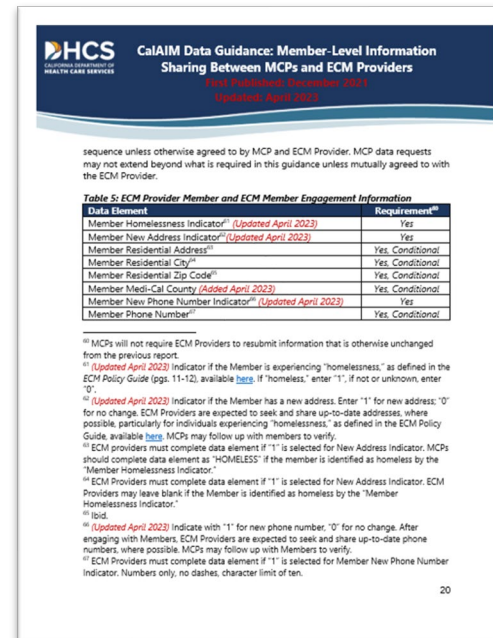 DHCS
CALIFORNIA DEPARTMENT OF
HEALTH CARE SERVICES
CalAIM Data Guidance: Member-Level Information
Sharing Between MCPs and ECM Providers
First Published: December 2021
Updated: April 2023
sequence unless otherwise agreed to by MCP and ECM Provider. MCP data requests
may not extend beyond what is required in this guidance unless mutually agreed to with
the ECM Provider.
Table 5: ECM Provider Member and ECM Member Engagement Information
Data Element Requirement60
Member Homelessness Indicator61 (Updated April 2023) Yes
Member New Address Indicator62 (Updated April 2023) Yes
Member Residential Address63 Yes, Conditional
Member Residential City64 Yes, Conditional
Member Residential Zip Code65 Yes, Conditional
Member Medi-Cal County (Added April 2023) Yes, Conditional
Member New Phone Number Indicator66 (Updated April 2023) Yes
Member Phone Number67 Yes, Conditional
60 MCPs will not require ECM Providers to resubmit information that is otherwise unchanged
from the previous report.
61 (Updated April 2023) Indicator if the Member is experiencing "homelessness," as defined in the
ECM Policy Guide (pgs. 11-12), available here. If "homeless," enter "1", if not or unknown, enter
"0".
62 (Updated April 2023) Indicator if the Member has a new address. Enter "1" for new address; "0"
for no change. ECM Providers are expected to seek and share up-to-date addresses, where
possible, particularly for individuals experiencing "homelessness," as defined in the ECM Policy
Guide, available here. MCPs may follow up with members to verify.
63 ECM providers must complete data element if "1" is selected for New Address Indicator. MCPs
should complete data element as "HOMELESS" if the member is identified as homeless by the
"Member Homelessness Indicator."
64 ECM Providers must complete data element if "1" is selected for New Address Indicator. ECM
Providers may leave blank if the Member is identified as homeless by the "Member
Homelessness Indicator."
65 Ibid.
66 (Updated April 2023) Indicate with "1" for new phone number, "0" for no change. After
engaging with Members, ECM Providers are expected to seek and share up-to-date phone
numbers, where possible. MCPs may follow up with Members to verify.
67 ECM Providers must complete data element if "1" is selected for Member New Phone Number
Indicator. Numbers only, no dashes, character limit of ten.
20